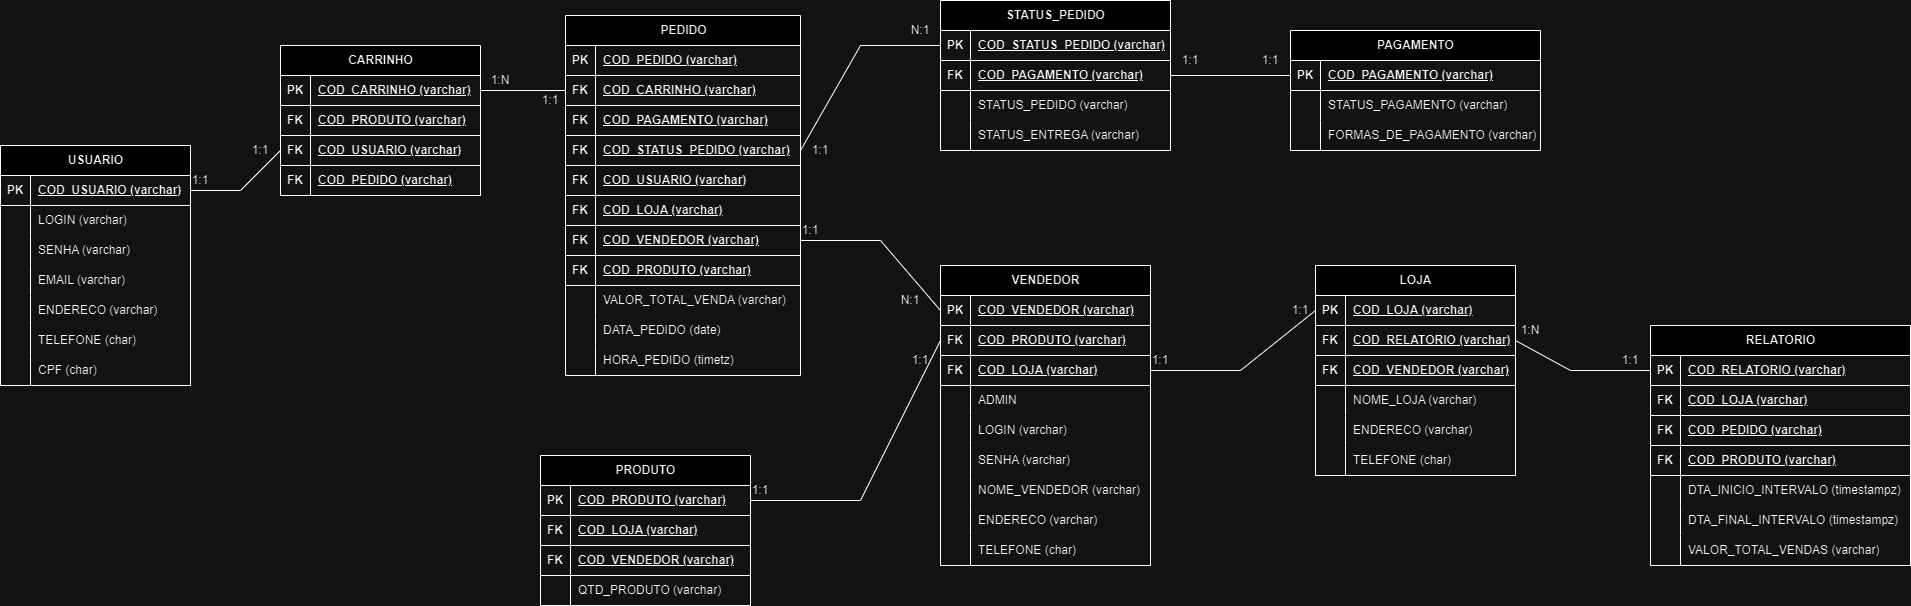 USUARIO
PK COD_USUARIO (varchar)
LOGIN (varchar)
SENHA (varchar)
EMAIL (varchar)
ENDERECO (varchar)
TELEFONE (char)
CPF (char)
1:1
1:1
CARRINHO
PK COD_CARRINHO (varchar)
FK COD_PRODUTO (varchar)
FK COD_USUARIO (varchar)
FK COD_PEDIDO (varchar)
1:N
1:1
PEDIDO
PK COD_PEDIDO (varchar)
FK COD_CARRINHO (varchar)
FK COD_PAGAMENTO (varchar)
FK COD_STATUS_PEDIDO (varchar)
FK COD_USUARIO (varchar)
FK COD_LOJA (varchar)
FK COD_VENDEDOR (varchar)
FK COD_PRODUTO (varchar)
VALOR_TOTAL_VENDA (varchar)
DATA_PEDIDO (date)
HORA_PEDIDO (timetz)
N:1
1:1
STATUS_PEDIDO
PK COD_STATUS_PEDIDO (varchar)
FK COD_PAGAMENTO (varchar)
STATUS_PEDIDO (varchar)
STATUS_ENTREGA (varchar)
1:1
1:1
PAGAMENTO
PK COD_PAGAMENTO (varchar)
STATUS_PAGAMENTO (varchar)
FORMAS_DE_PAGAMENTO (varchar)
1:1
N:1
PRODUTO
PK COD_PRODUTO (varchar)
FK COD_LOJA (varchar)
FK COD_VENDEDOR (varchar)
QTD_PRODUTO (varchar)
1:1
1:1
VENDEDOR
PK COD_VENDEDOR (varchar)
FK COD_PRODUTO (varchar)
FK COD_LOJA (varchar)
ADMIN
LOGIN (varchar)
SENHA (varchar)
NOME_VENDEDOR (varchar)
ENDERECO (varchar)
TELEFONE (char)
1:1
1:1
LOJA
PK COD_LOJA (varchar)
FK COD_RELATORIO (varchar)
FK COD_VENDEDOR (varchar)
NOME_LOJA (varchar)
ENDERECO (varchar)
TELEFONE (char)
1:N
1:1
RELATORIO
PK COD_RELATORIO (varchar)
FK COD_LOJA (varchar)
FK COD_PEDIDO (varchar)
FK COD_PRODUTO (varchar)
DTA_INICIO_INTERVALO (timestampz)
DTA_FINAL_INTERVALO (timestampz)
VALOR_TOTAL_VENDAS (varchar)